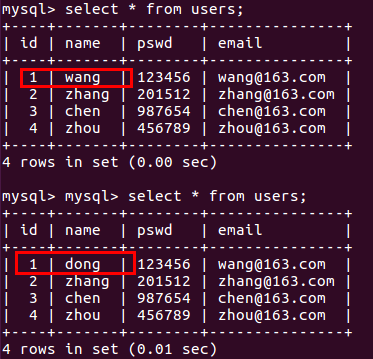 mysql> select * from users;
+----+-------+--------+---------------+
| id | name  | pswd   | email         |
+----+-------+--------+---------------+
|  1 | wang  | 123456 | wang@163.com  |
|  2 | zhang | 201512 | zhang@163.com |
|  3 | chen  | 987654 | chen@163.com  |
|  4 | zhou  | 456789 | zhou@163.com  |
+----+-------+--------+---------------+
4 rows in set (0.00 sec)
mysql> mysql> select * from users;
+----+-------+--------+---------------+
| id | name  | pswd   | email         |
+----+-------+--------+---------------+
|  1 | dong  | 123456 | wang@163.com  |
|  2 | zhang | 201512 | zhang@163.com |
|  3 | chen  | 987654 | chen@163.com  |
|  4 | zhou  | 456789 | zhou@163.com  |
+----+-------+--------+---------------+
4 rows in set (0.01 sec)